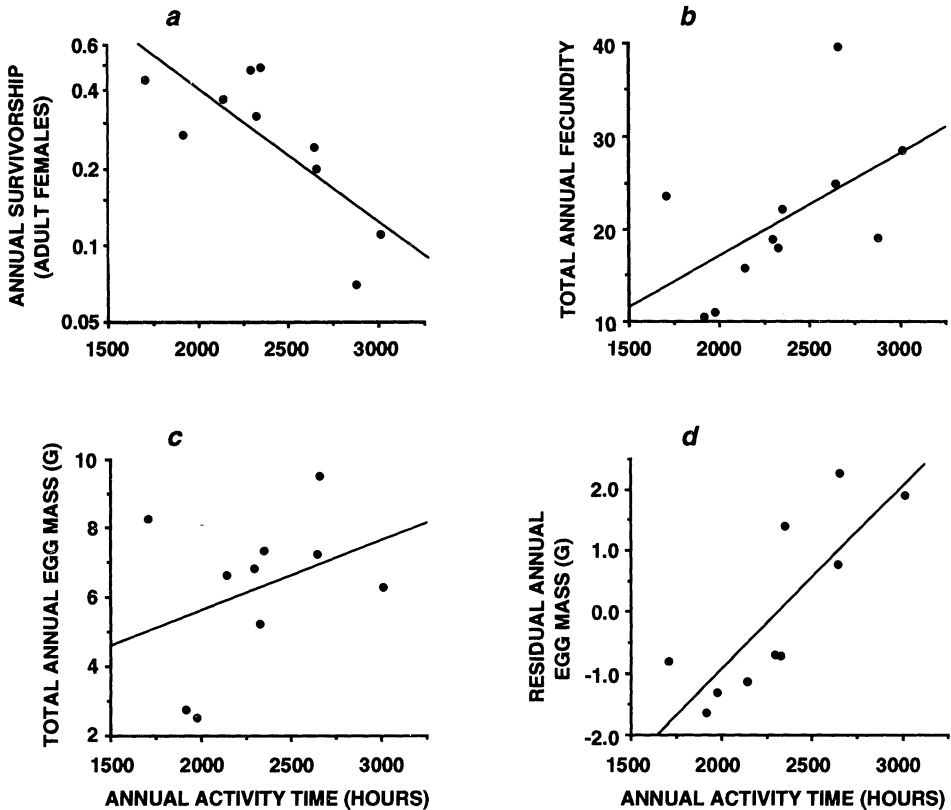 a
ANNUAL SURVIVORSHIP
(ADULT FEMALES)
0.6
0.4
0.2
0.1
0.05
1500 2000 2500 3000
b
TOTAL ANNUAL FECUNDITY
40
30
20
10
1500 2000 2500 3000
c
TOTAL ANNUAL EGG MASS (G)
10
8
6
4
2
1500 2000 2500 3000
ANNUAL ACTIVITY TIME (HOURS)
d
RESIDUAL ANNUAL
EGG MASS (G)
2.0
1.0
0.0
-1.0
-2.0
1500 2000 2500 3000
ANNUAL ACTIVITY TIME (HOURS)